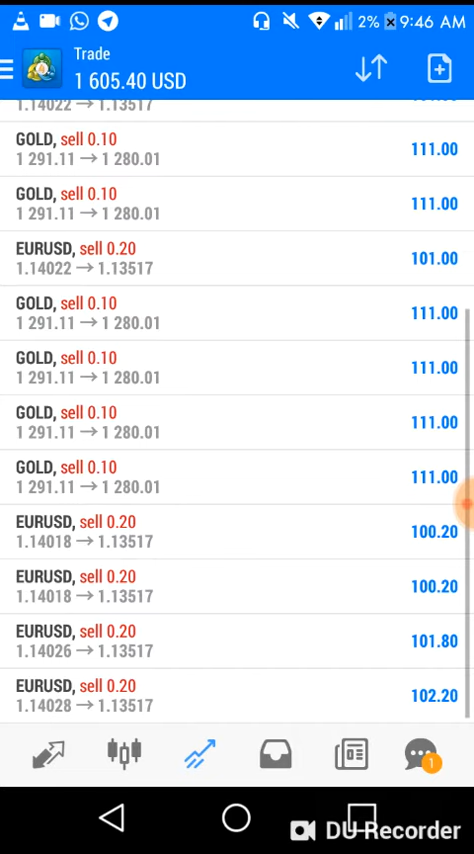 2% 9:46 AM
Trade
1 605.40 USD
1.14022 → 1.13517
GOLD, sell 0.10
1 291.11 → 1 280.01
111.00
GOLD, sell 0.10
1 291.11 → 1 280.01
111.00
EURUSD, sell 0.20
1.14022 → 1.13517
101.00
GOLD, sell 0.10
1 291.11 → 1 280.01
111.00
GOLD, sell 0.10
1 291.11 → 1 280.01
111.00
GOLD, sell 0.10
1 291.11 → 1 280.01
111.00
GOLD, sell 0.10
1 291.11 → 1 280.01
111.00
EURUSD, sell 0.20
1.14018 → 1.13517
100.20
EURUSD, sell 0.20
1.14018 → 1.13517
100.20
EURUSD, sell 0.20
1.14026 → 1.13517
101.80
EURUSD, sell 0.20
1.14028 → 1.13517
102.20
1
DU Recorder